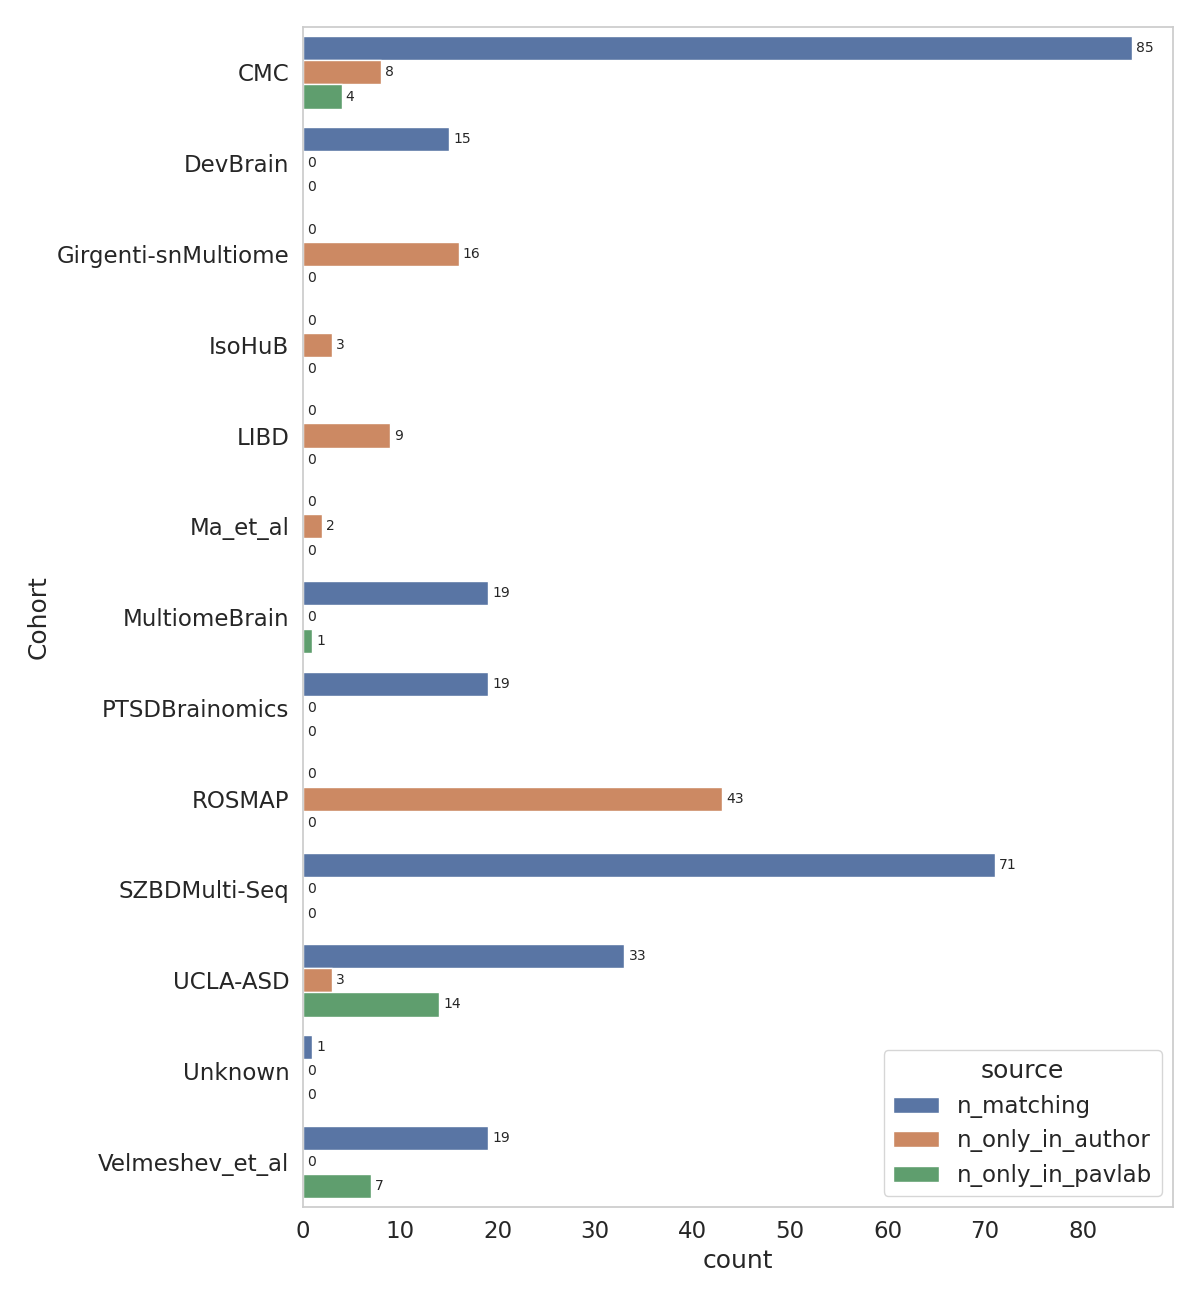 CMC
85
8
4
DevBrain
15
0
0
Girgenti-snMultiome
0
16
0
IsoHuB
0
3
0
LIBD
0
9
0
Ma_et_al
0
2
0
MultiomeBrain
19
0
1
PTSDBrainomics
19
0
0
ROSMAP
0
43
0
SZBDMulti-Seq
71
0
0
UCLA-ASD
33
3
14
Unknown
1
0
0
Velmeshev_et_al
19
0
7
Cohort
0 10 20 30 40 50 60 70 80
count
source
n_matching
n_only_in_author
n_only_in_pavlab